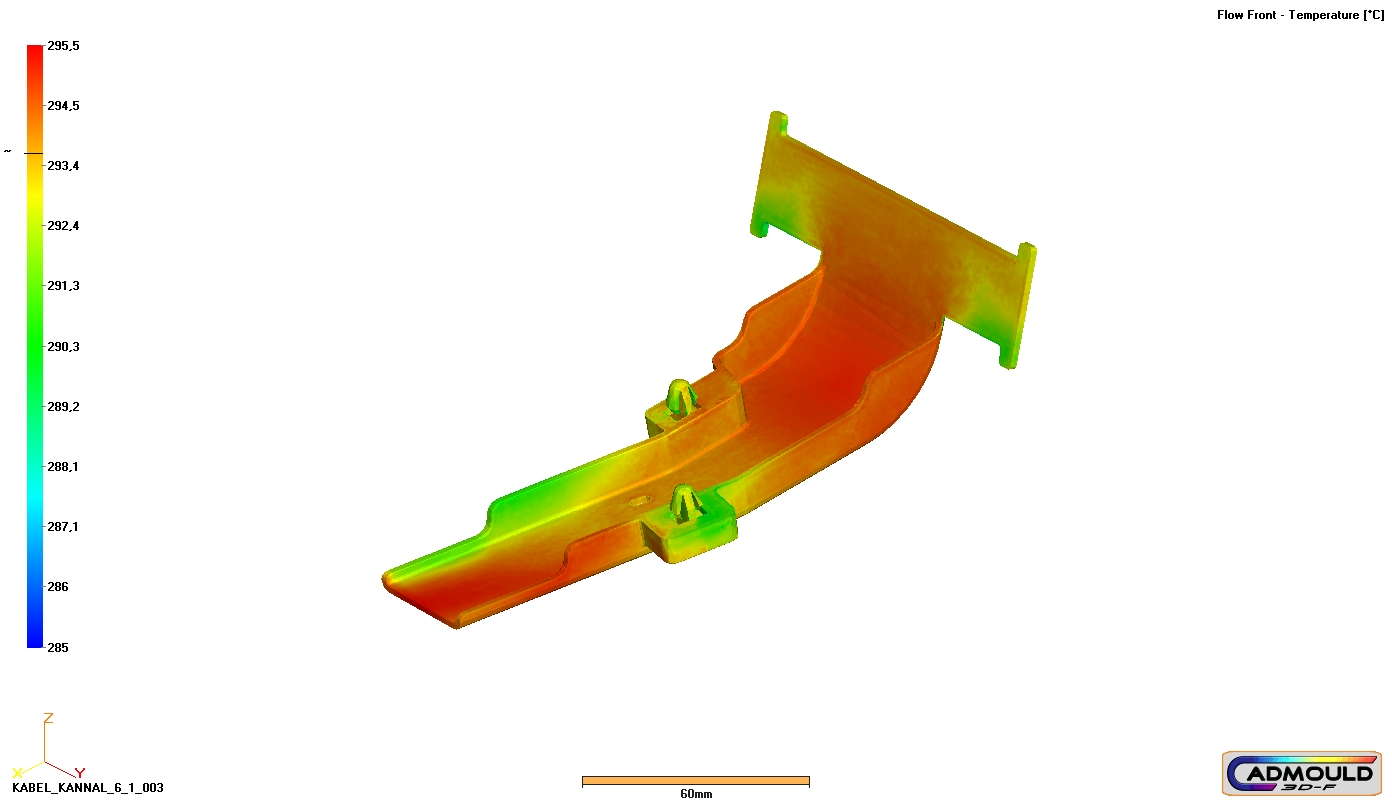 Flow Front - Temperature [°C]
295,5
294,5
~
293,4
292,4
291,3
290,3
289,2
288,1
287,1
286
285
Z
X
Y
KABEL_KANNAL_6_1_003
60mm
CADMOULD
3D-F